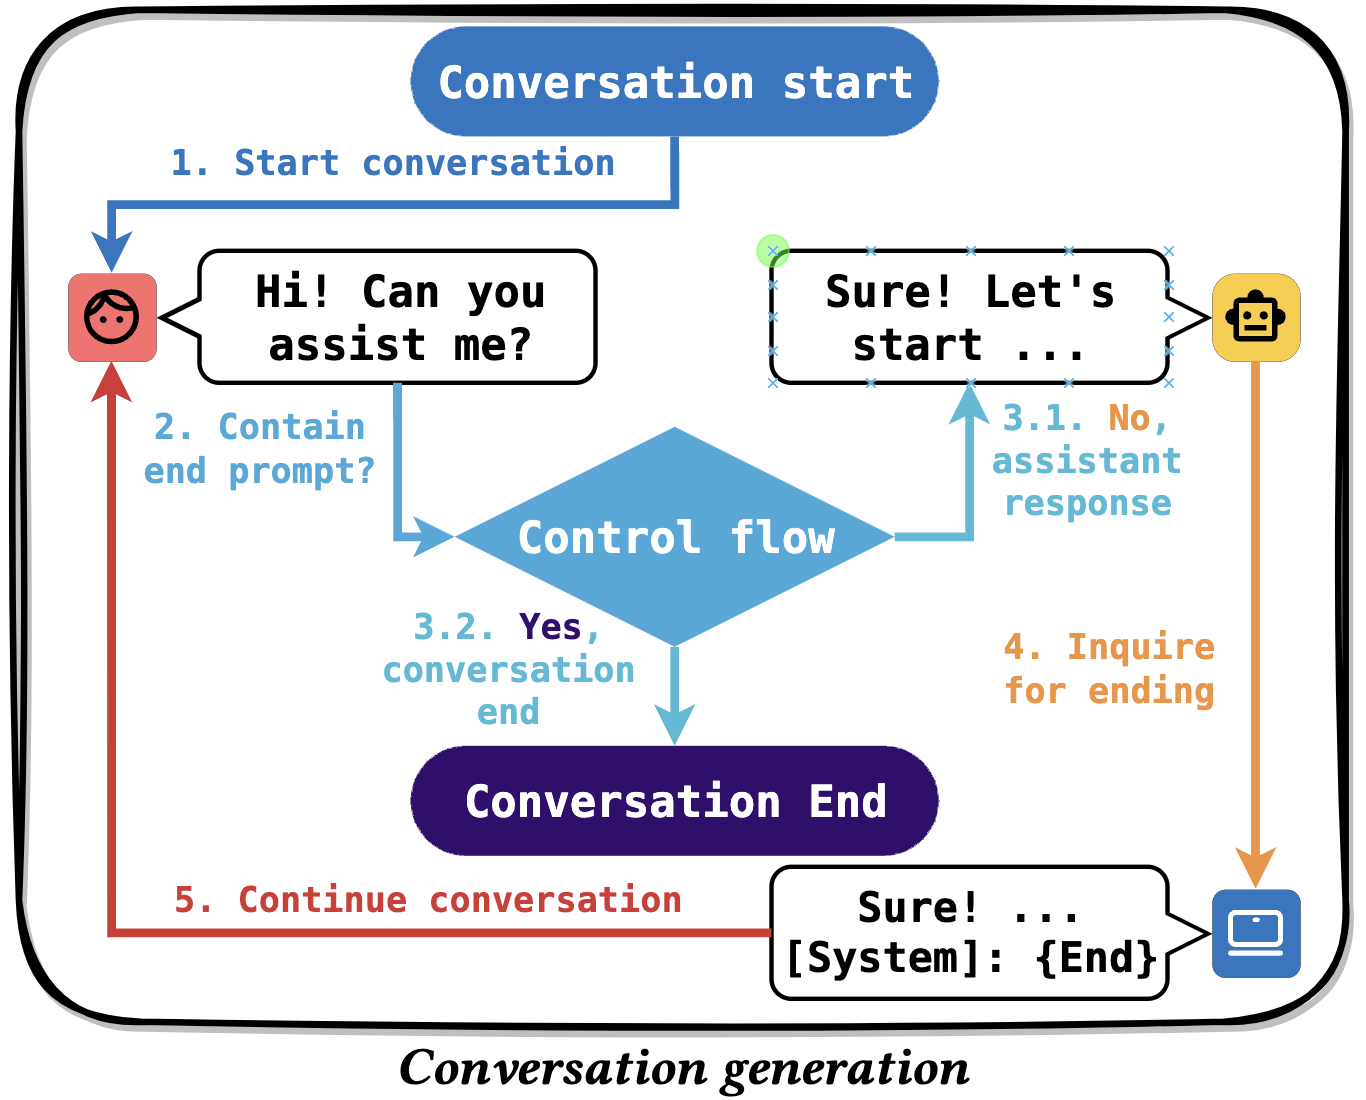 Conversation start
1. Start conversation
Hi! Can you
assist me?
Sure! Let's
start ...
2. Contain
end prompt?
3.1. No,
assistant
response
Control flow
3.2. Yes,
conversation
end
4. Inquire
for ending
Conversation End
5. Continue conversation
Sure! ...
[System]: {End}
Conversation generation